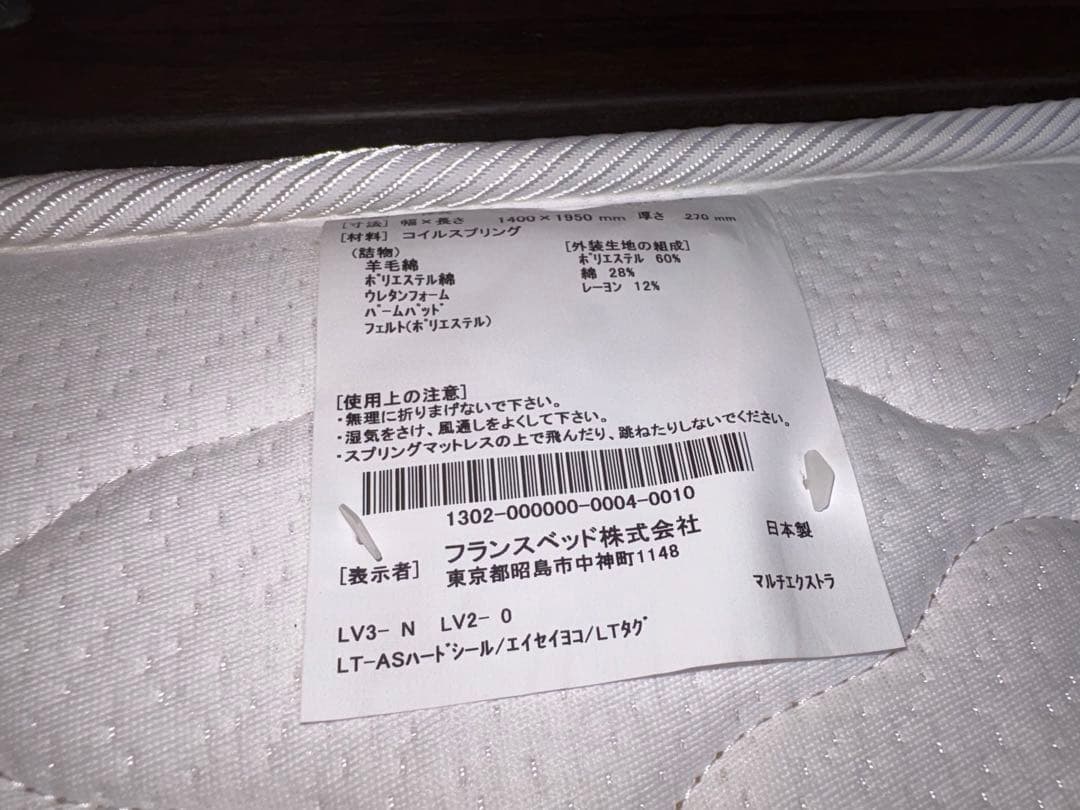 [寸法] 幅×長さ 1400×1950 mm 厚さ 270 mm
[材料] コイルスプリング
(詰物)
羊毛綿
ポリエステル綿
ウレタンフォーム
パームパッド
フェルト(ポリエステル)
[外装生地の組成]
ポリエステル 60%
綿 28%
レーヨン 12%
[使用上の注意]
・無理に折りまげないで下さい。
・湿気をさけ、風通しをよくして下さい。
・スプリングマットレスの上で飛んだり、跳ねたりしないでください。
1302-000000-0004-0010
[表示者] フランスベッド株式会社 日本製
東京都昭島市中神町1148
マルチエクストラ
LV3- N LV2- 0
LT-ASハードシール/エイセイヨコ/LTタグ